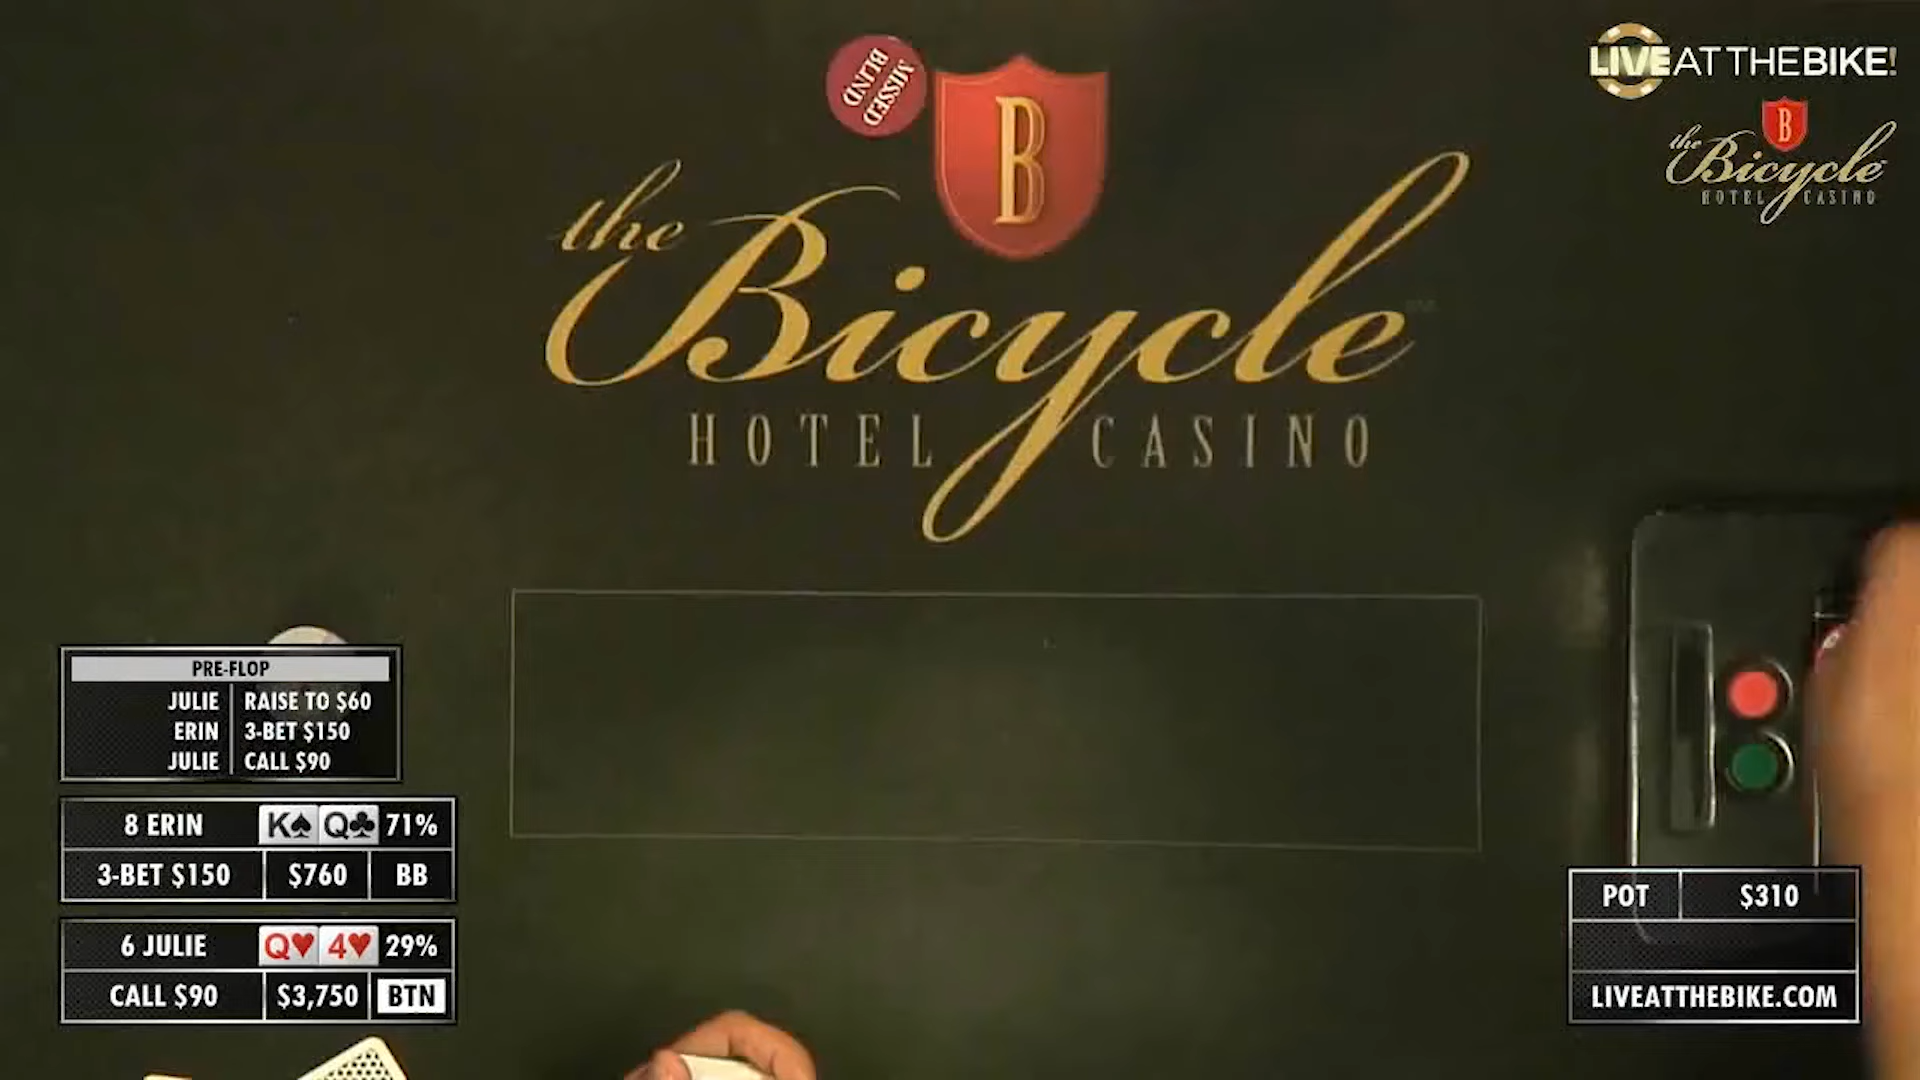 MISSED
BLIND
B
the
Bicycle
HOTEL CASINO
LIVEATTHEBIKE!
B
the
Bicycle
HOTEL CASINO
PRE-FLOP
JULIE RAISE TO $60
ERIN 3-BET $150
JULIE CALL $90
8 ERIN K♠ Q♣ 71%
3-BET $150 $760 BB
6 JULIE Q♥ 4♥ 29%
CALL $90 $3,750 BTN
POT $310
LIVEATTHEBIKE.COM